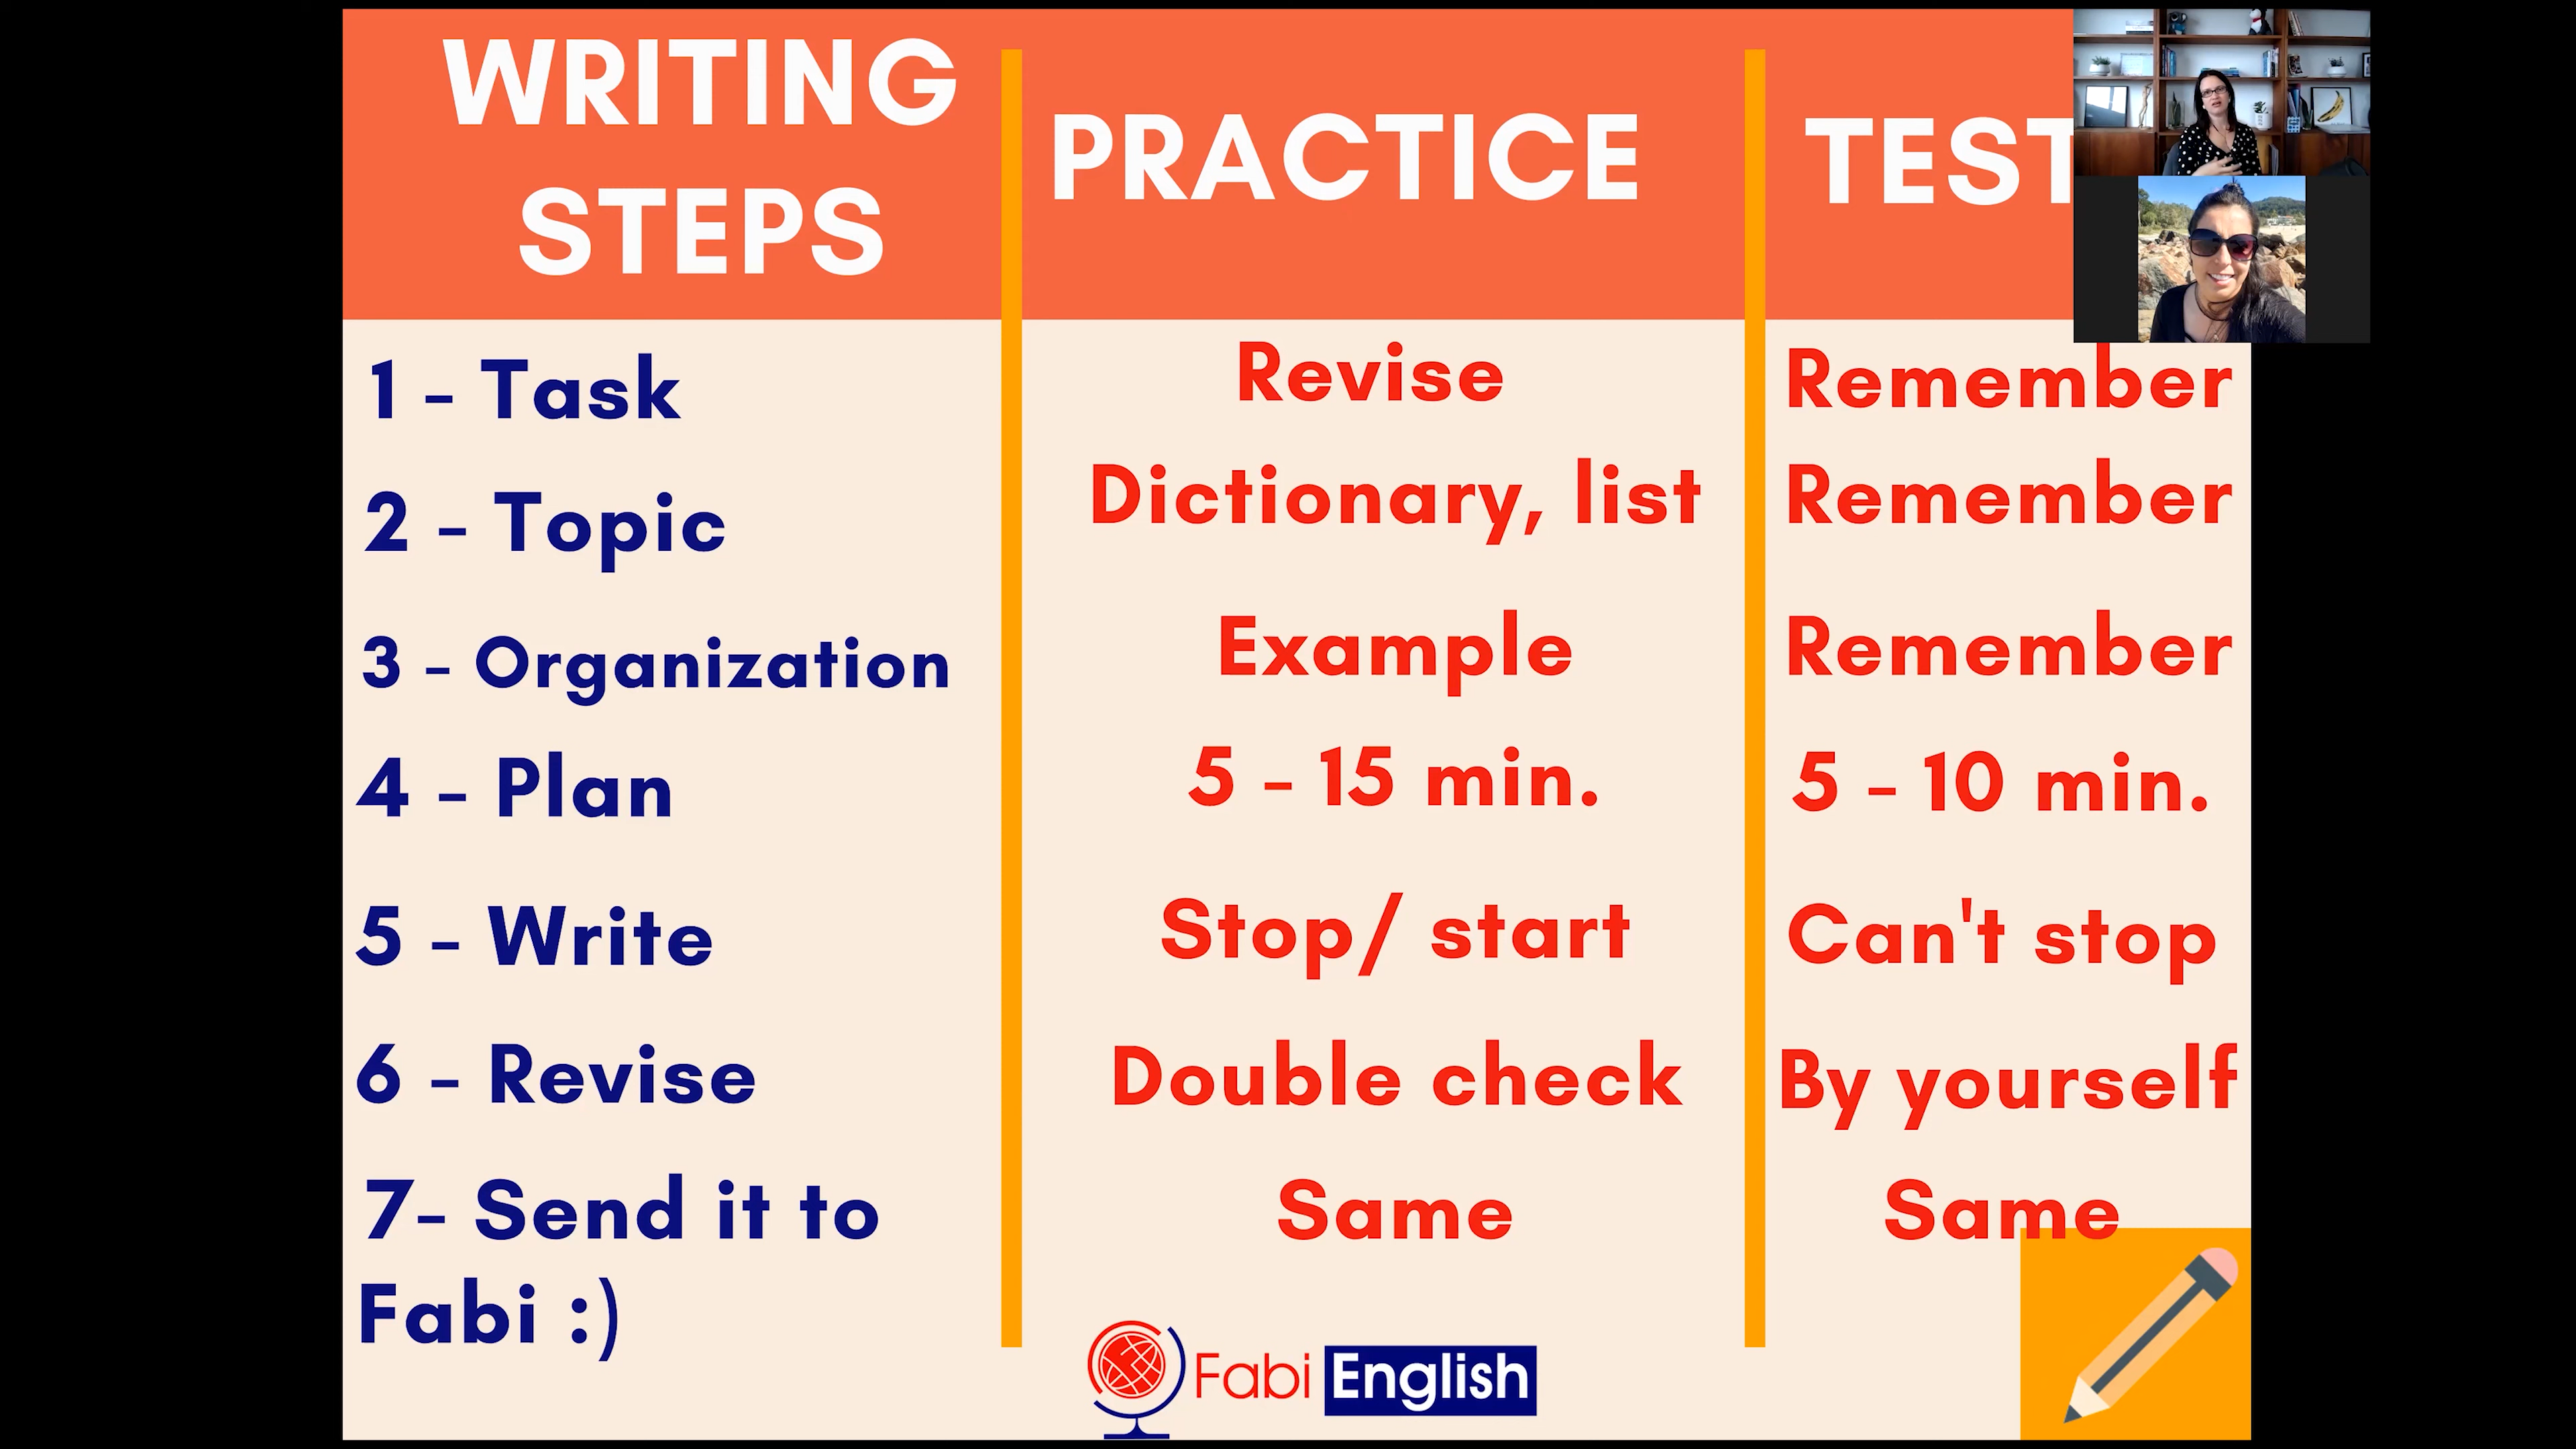 WRITING
STEPS
PRACTICE
TEST
1 - Task
Revise
Remember
2 - Topic
Dictionary, list
Remember
3 - Organization
Example
Remember
4 - Plan
5 - 15 min.
5 - 10 min.
5 - Write
Stop/ start
Can't stop
6 - Revise
Double check
By yourself
7- Send it to
Fabi :)
Same
Same
Fabi English